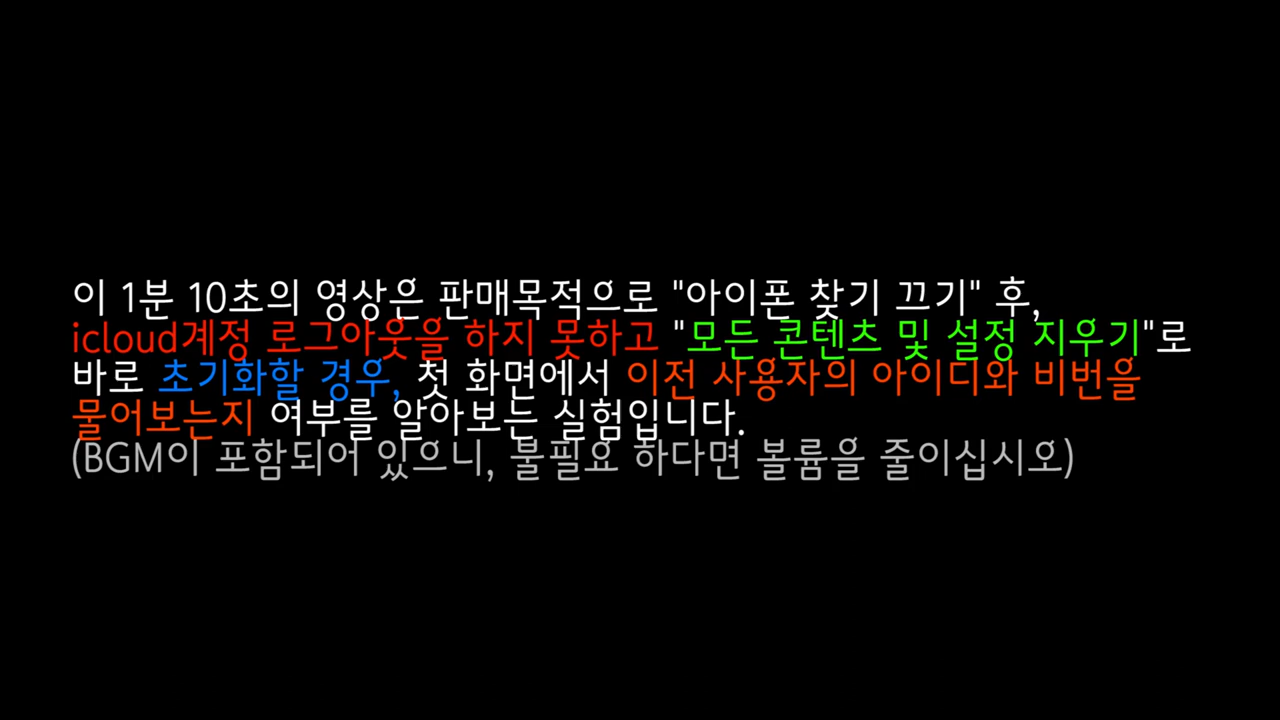 이 1분 10초의 영상은 판매목적으로 "아이폰 찾기 끄기" 후,
icloud계정 로그아웃을 하지 못하고 "모든 콘텐츠 및 설정 지우기"로
바로 초기화할 경우, 첫 화면에서 이전 사용자의 아이디와 비번을
물어보는지 여부를 알아보는 실험입니다.
(BGM이 포함되어 있으니, 불필요 하다면 볼륨을 줄이십시오)